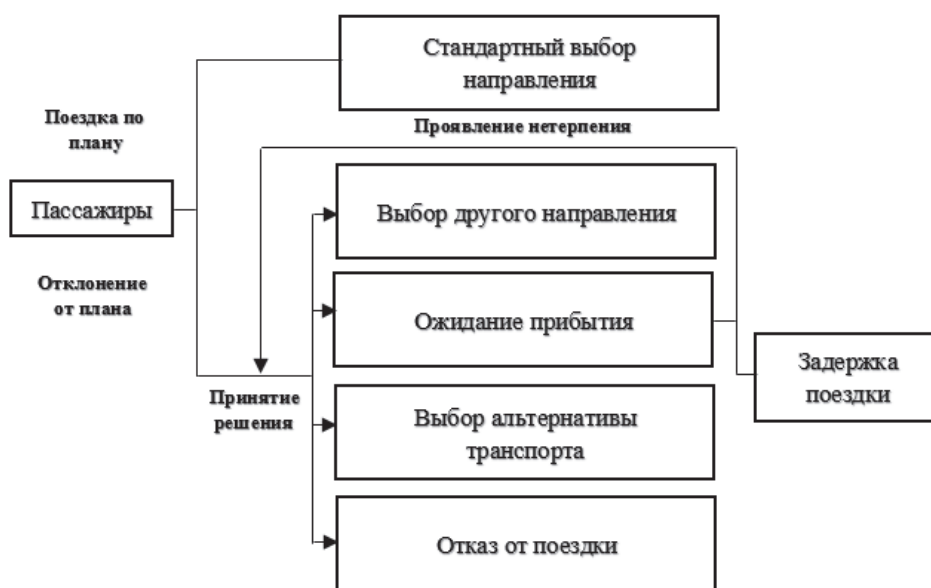 Стандартный выбор
направления
Поездка по
плану
Проявление нетерпения
Пассажиры
Выбор другого направления
Отклонение
от плана
Ожидание прибытия
Задержка
поездки
Принятие
решения
Выбор альтернативы
транспорта
Отказ от поездки